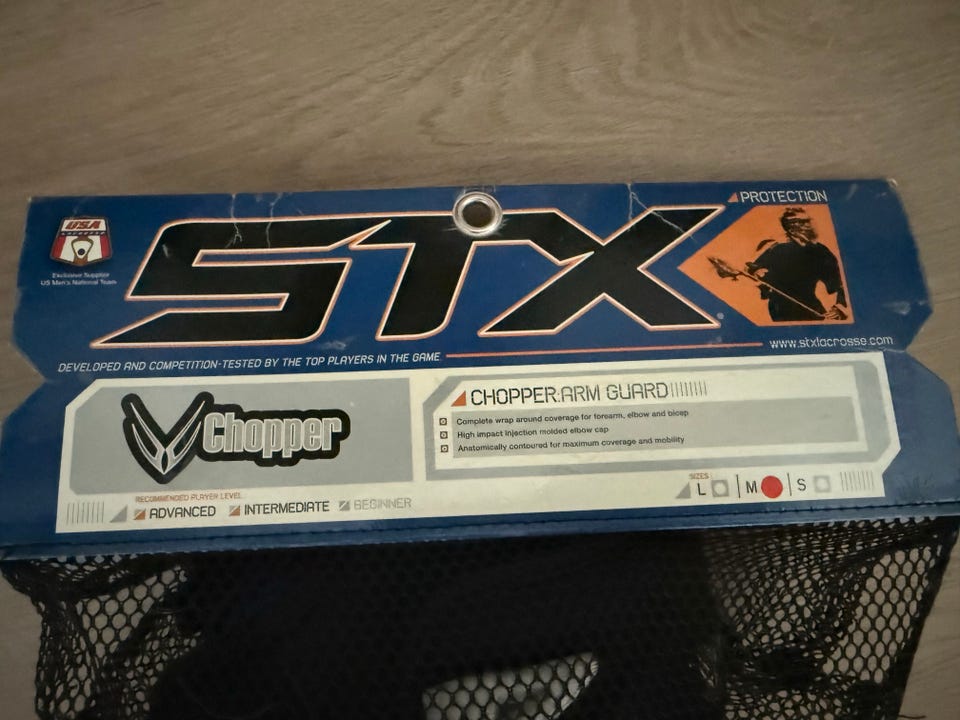 PROTECTION
USA
LACROSSE
Exclusive Supplier
US Men's National Team
STX
www.stxlacrosse.com
DEVELOPED AND COMPETITION-TESTED BY THE TOP PLAYERS IN THE GAME
Chopper
CHOPPER:ARM GUARD
Complete wrap around coverage for forearm, elbow and bicep
High impact injection molded elbow cap
Anatomically contoured for maximum coverage and mobility
RECOMMENDED PLAYER LEVEL
ADVANCED INTERMEDIATE BEGINNER
SIZES
L M S